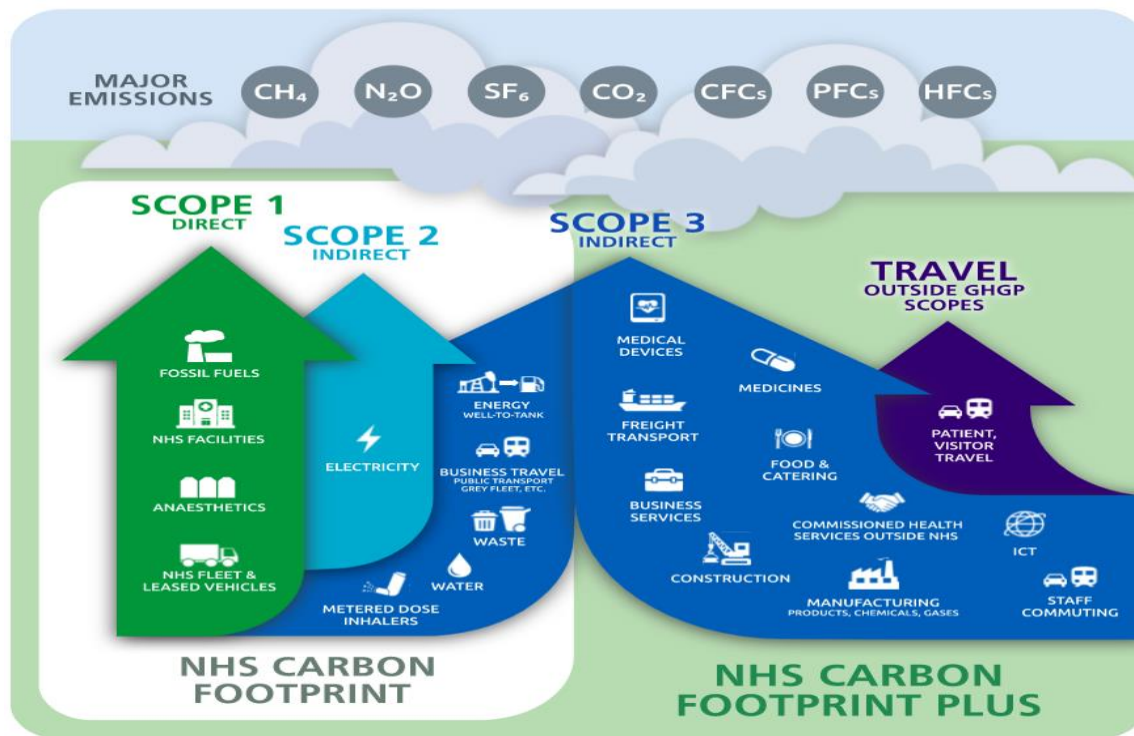 MAJOR
EMISSIONS
CH₄
N₂O
SF₆
CO₂
CFCs
PFCs
HFCs
SCOPE 1
DIRECT
FOSSIL FUELS
NHS FACILITIES
ANAESTHETICS
NHS FLEET &
LEASED VEHICLES
SCOPE 2
INDIRECT
ELECTRICITY
SCOPE 3
INDIRECT
ENERGY
WELL-TO-TANK
BUSINESS TRAVEL
PUBLIC TRANSPORT
GREY FLEET, ETC.
WASTE
WATER
METERED DOSE
INHALERS
MEDICAL
DEVICES
MEDICINES
FREIGHT
TRANSPORT
FOOD &
CATERING
BUSINESS
SERVICES
COMMISSIONED HEALTH
SERVICES OUTSIDE NHS
ICT
CONSTRUCTION
MANUFACTURING
PRODUCTS, CHEMICALS, GASES
STAFF
COMMUTING
TRAVEL
OUTSIDE GHGP
SCOPES
PATIENT,
VISITOR
TRAVEL
NHS CARBON
FOOTPRINT
NHS CARBON
FOOTPRINT PLUS